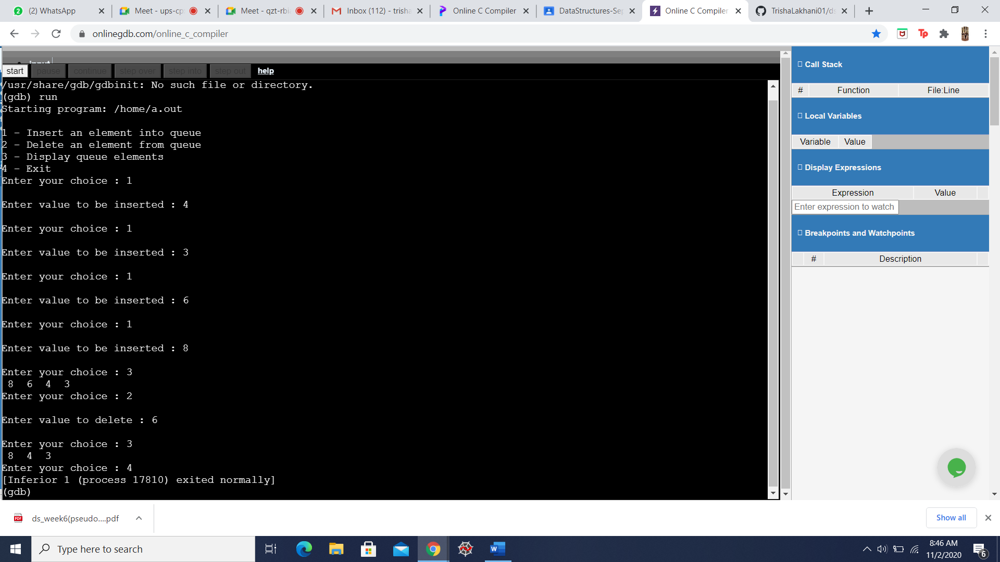 (2) WhatsApp
Meet - ups-cp
Meet - qzt-rbi
Inbox (112) - trisha
Online C Compiler
DataStructures-Sep
Online C Compiler
TrishaLakhani01/ds
onlinegdb.com/online_c_compiler
input
start pause continue step over step into step out help
/usr/share/gdb/gdbinit: No such file or directory.
(gdb) run
Starting program: /home/a.out
1 - Insert an element into queue
2 - Delete an element from queue
3 - Display queue elements
4 - Exit
Enter your choice : 1
Enter value to be inserted : 4
Enter your choice : 1
Enter value to be inserted : 3
Enter your choice : 1
Enter value to be inserted : 6
Enter your choice : 1
Enter value to be inserted : 8
Enter your choice : 3
8 6 4 3
Enter your choice : 2
Enter value to delete : 6
Enter your choice : 3
8 4 3
Enter your choice : 4
[Inferior 1 (process 17810) exited normally]
(gdb)
Call Stack
# Function File:Line
Local Variables
Variable Value
Display Expressions
Expression Value
Enter expression to watch
Breakpoints and Watchpoints
# Description
ds_week6(pseudo....pdf
Show all
Type here to search
8:46 AM
11/2/2020
6